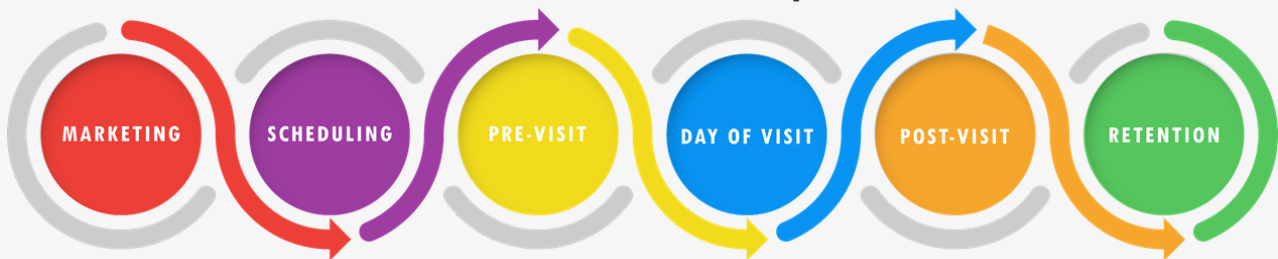 MARKETING
SCHEDULING
PRE-VISIT
DAY OF VISIT
POST-VISIT
RETENTION